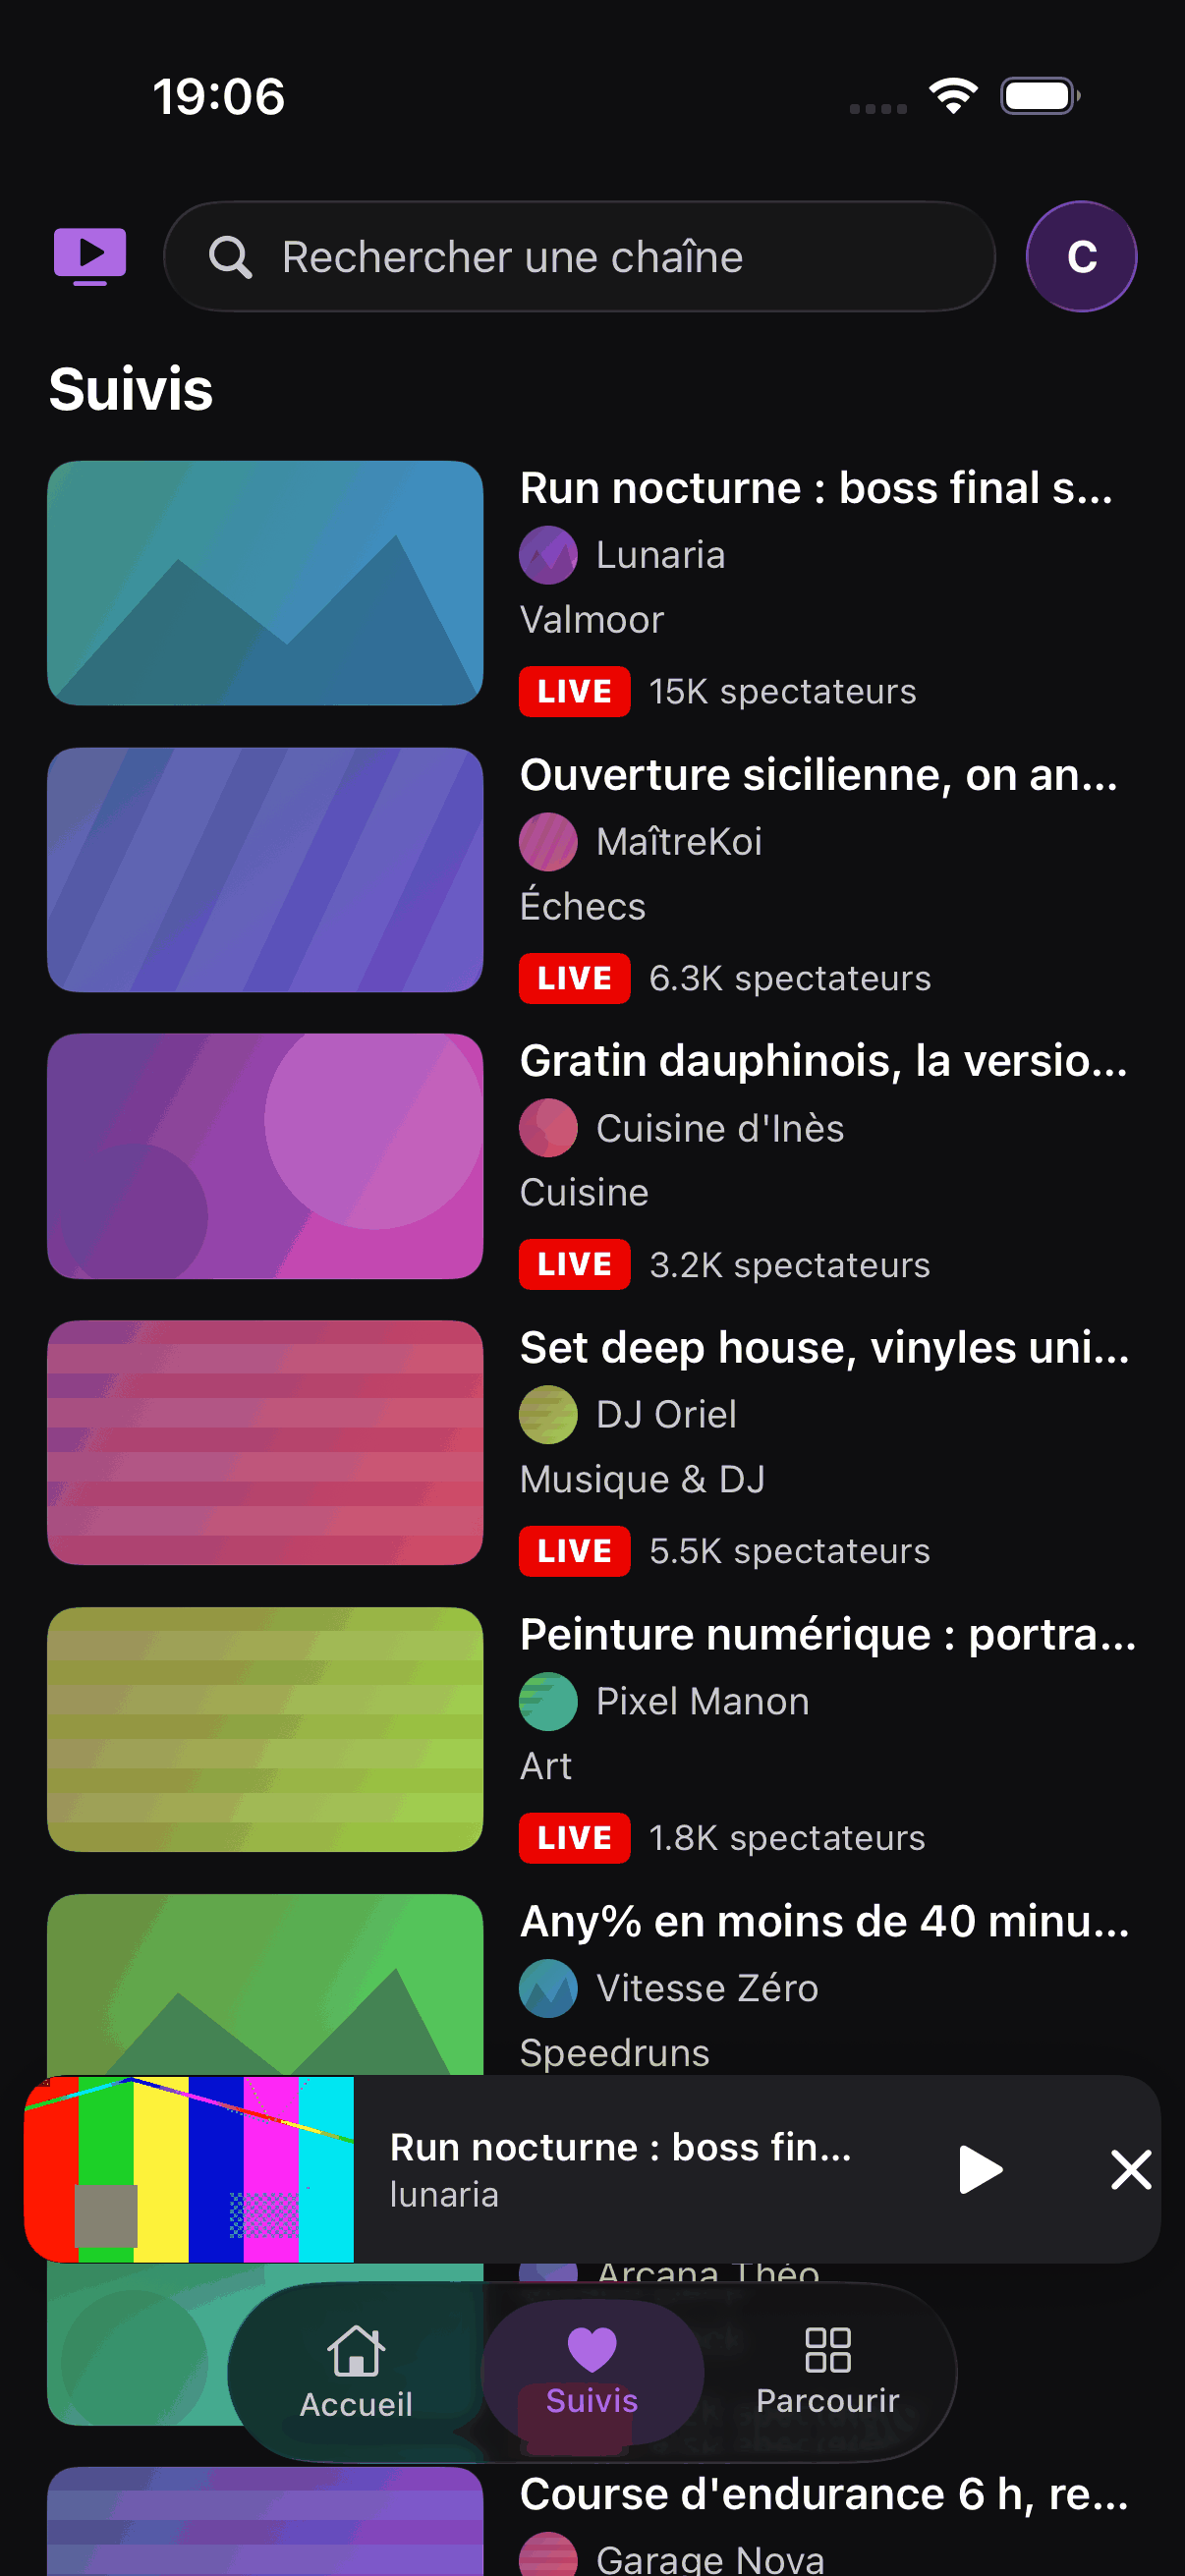 19:06
Rechercher une chaîne
C
Suivis
Run nocturne : boss final s...
Lunaria
Valmoor
LIVE 15K spectateurs
Ouverture sicilienne, on an...
MaîtreKoi
Échecs
LIVE 6.3K spectateurs
Gratin dauphinois, la versio...
Cuisine d'Inès
Cuisine
LIVE 3.2K spectateurs
Set deep house, vinyles uni...
DJ Oriel
Musique & DJ
LIVE 5.5K spectateurs
Peinture numérique : portra...
Pixel Manon
Art
LIVE 1.8K spectateurs
Any% en moins de 40 minu...
Vitesse Zéro
Speedruns
Run nocturne : boss fin...
lunaria
Arcana Théo
Accueil
Suivis
Parcourir
Course d'endurance 6 h, re...
Garage Nova